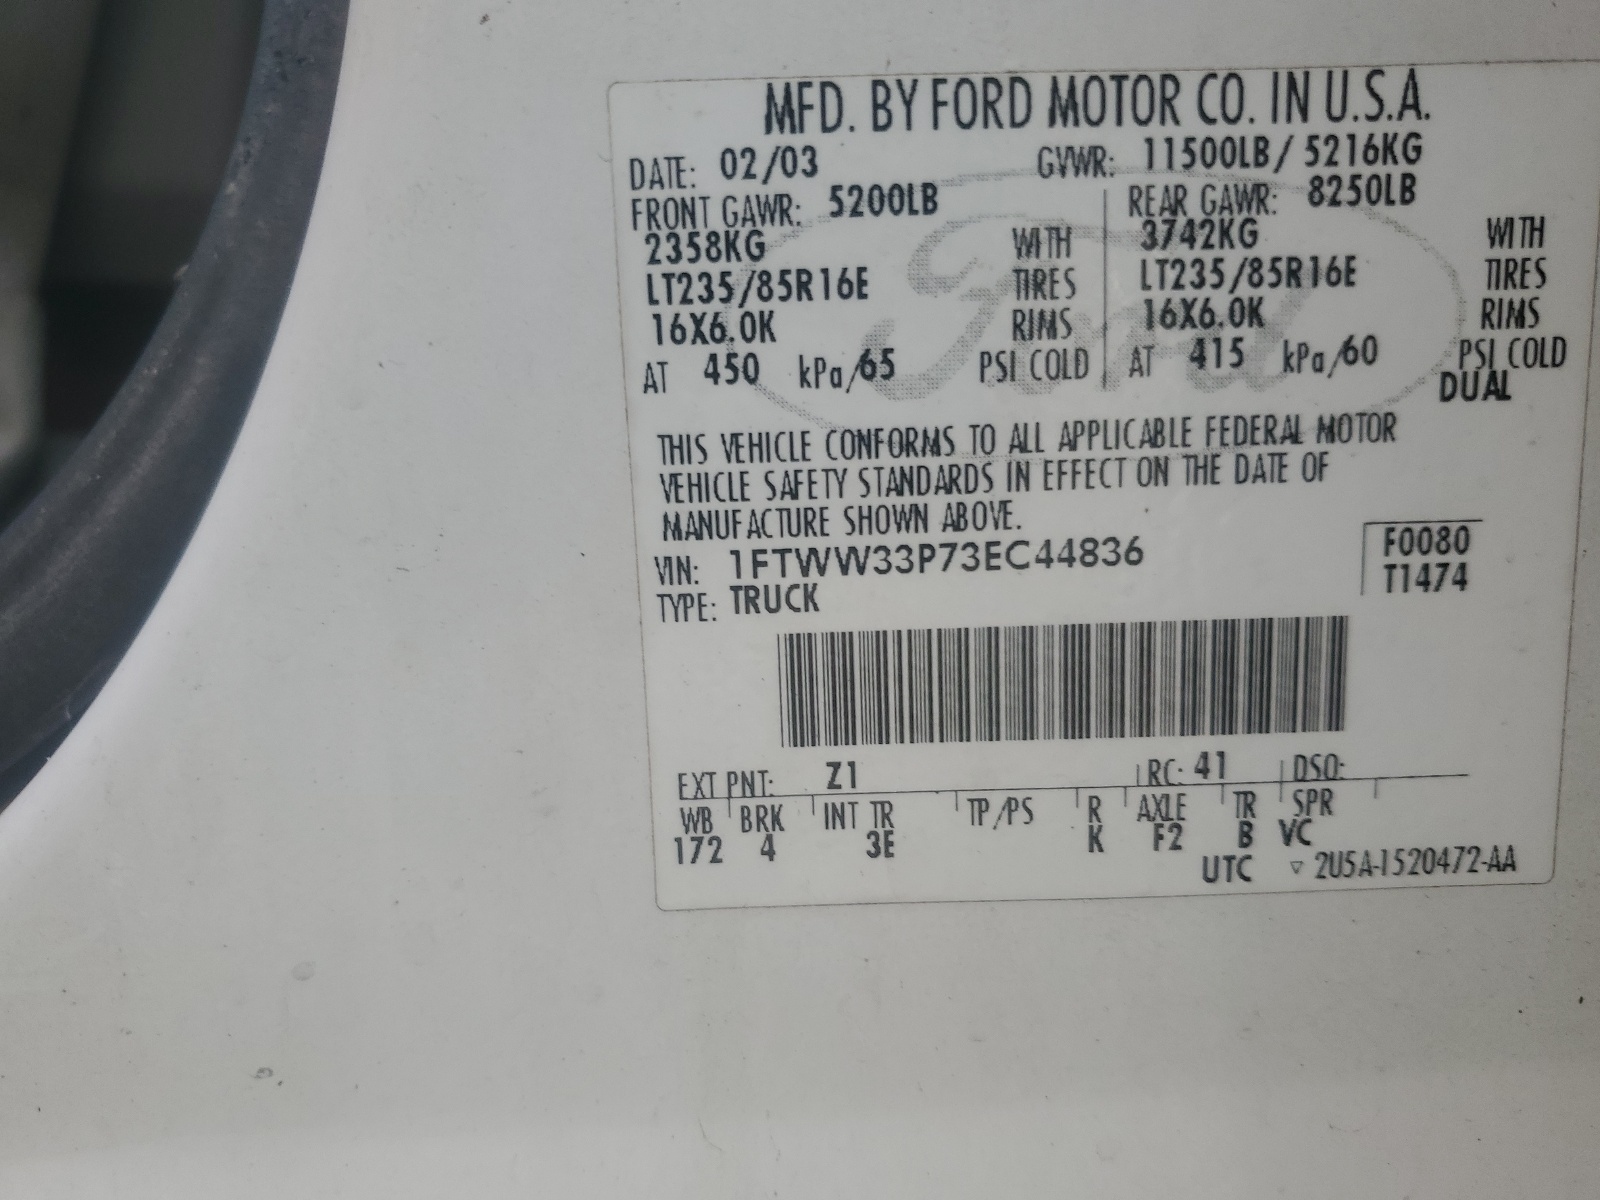 MFD. BY FORD MOTOR CO. IN U.S.A.
DATE: 02/03 GVWR: 11500LB/ 5216KG
FRONT GAWR: 5200LB REAR GAWR: 8250LB
2358KG WITH 3742KG WITH
LT235/85R16E TIRES LT235/85R16E TIRES
16X6.0K RIMS 16X6.0K RIMS
AT 450 kPa/65 PSI COLD AT 415 kPa/60 PSI COLD
DUAL
Ford
THIS VEHICLE CONFORMS TO ALL APPLICABLE FEDERAL MOTOR
VEHICLE SAFETY STANDARDS IN EFFECT ON THE DATE OF
MANUFACTURE SHOWN ABOVE.
VIN: 1FTWW33P73EC44836 F0080
TYPE: TRUCK T1474
EXT PNT: Z1 RC: 41 DSO:
WB BRK INT TR TP/PS R AXLE TR SPR
172 4 3E K F2 B VC
UTC ▽ 2U5A-1520472-AA